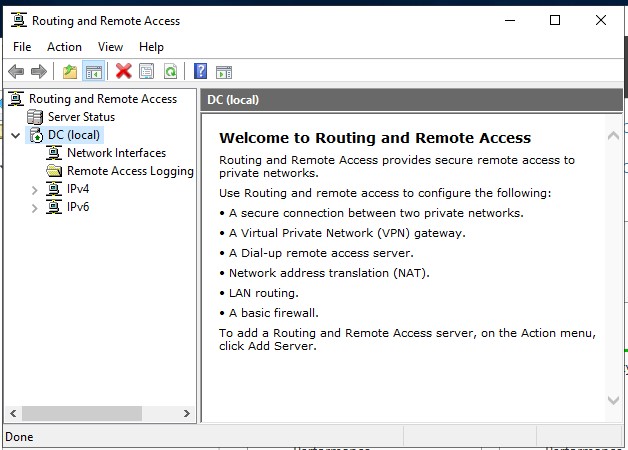 Routing and Remote Access
File Action View Help
Routing and Remote Access
Server Status
DC (local)
Network Interfaces
Remote Access Logging
IPv4
IPv6
DC (local)
Welcome to Routing and Remote Access
Routing and Remote Access provides secure remote access to
private networks.
Use Routing and remote access to configure the following:
• A secure connection between two private networks.
• A Virtual Private Network (VPN) gateway.
• A Dial-up remote access server.
• Network address translation (NAT).
• LAN routing.
• A basic firewall.
To add a Routing and Remote Access server, on the Action menu,
click Add Server.
Done